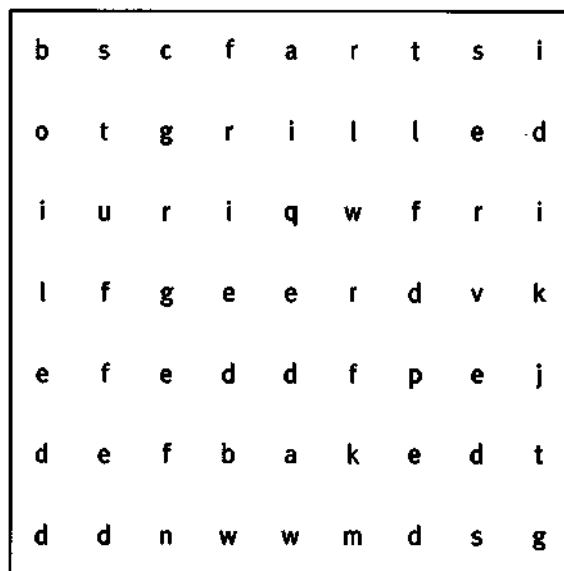 b s c f a r t s i
o t g r i l l e d
i u r i q w f r i
l f g e e r d v k
e f e d d f p e j
d e f b a k e d t
d d n w w m d s g